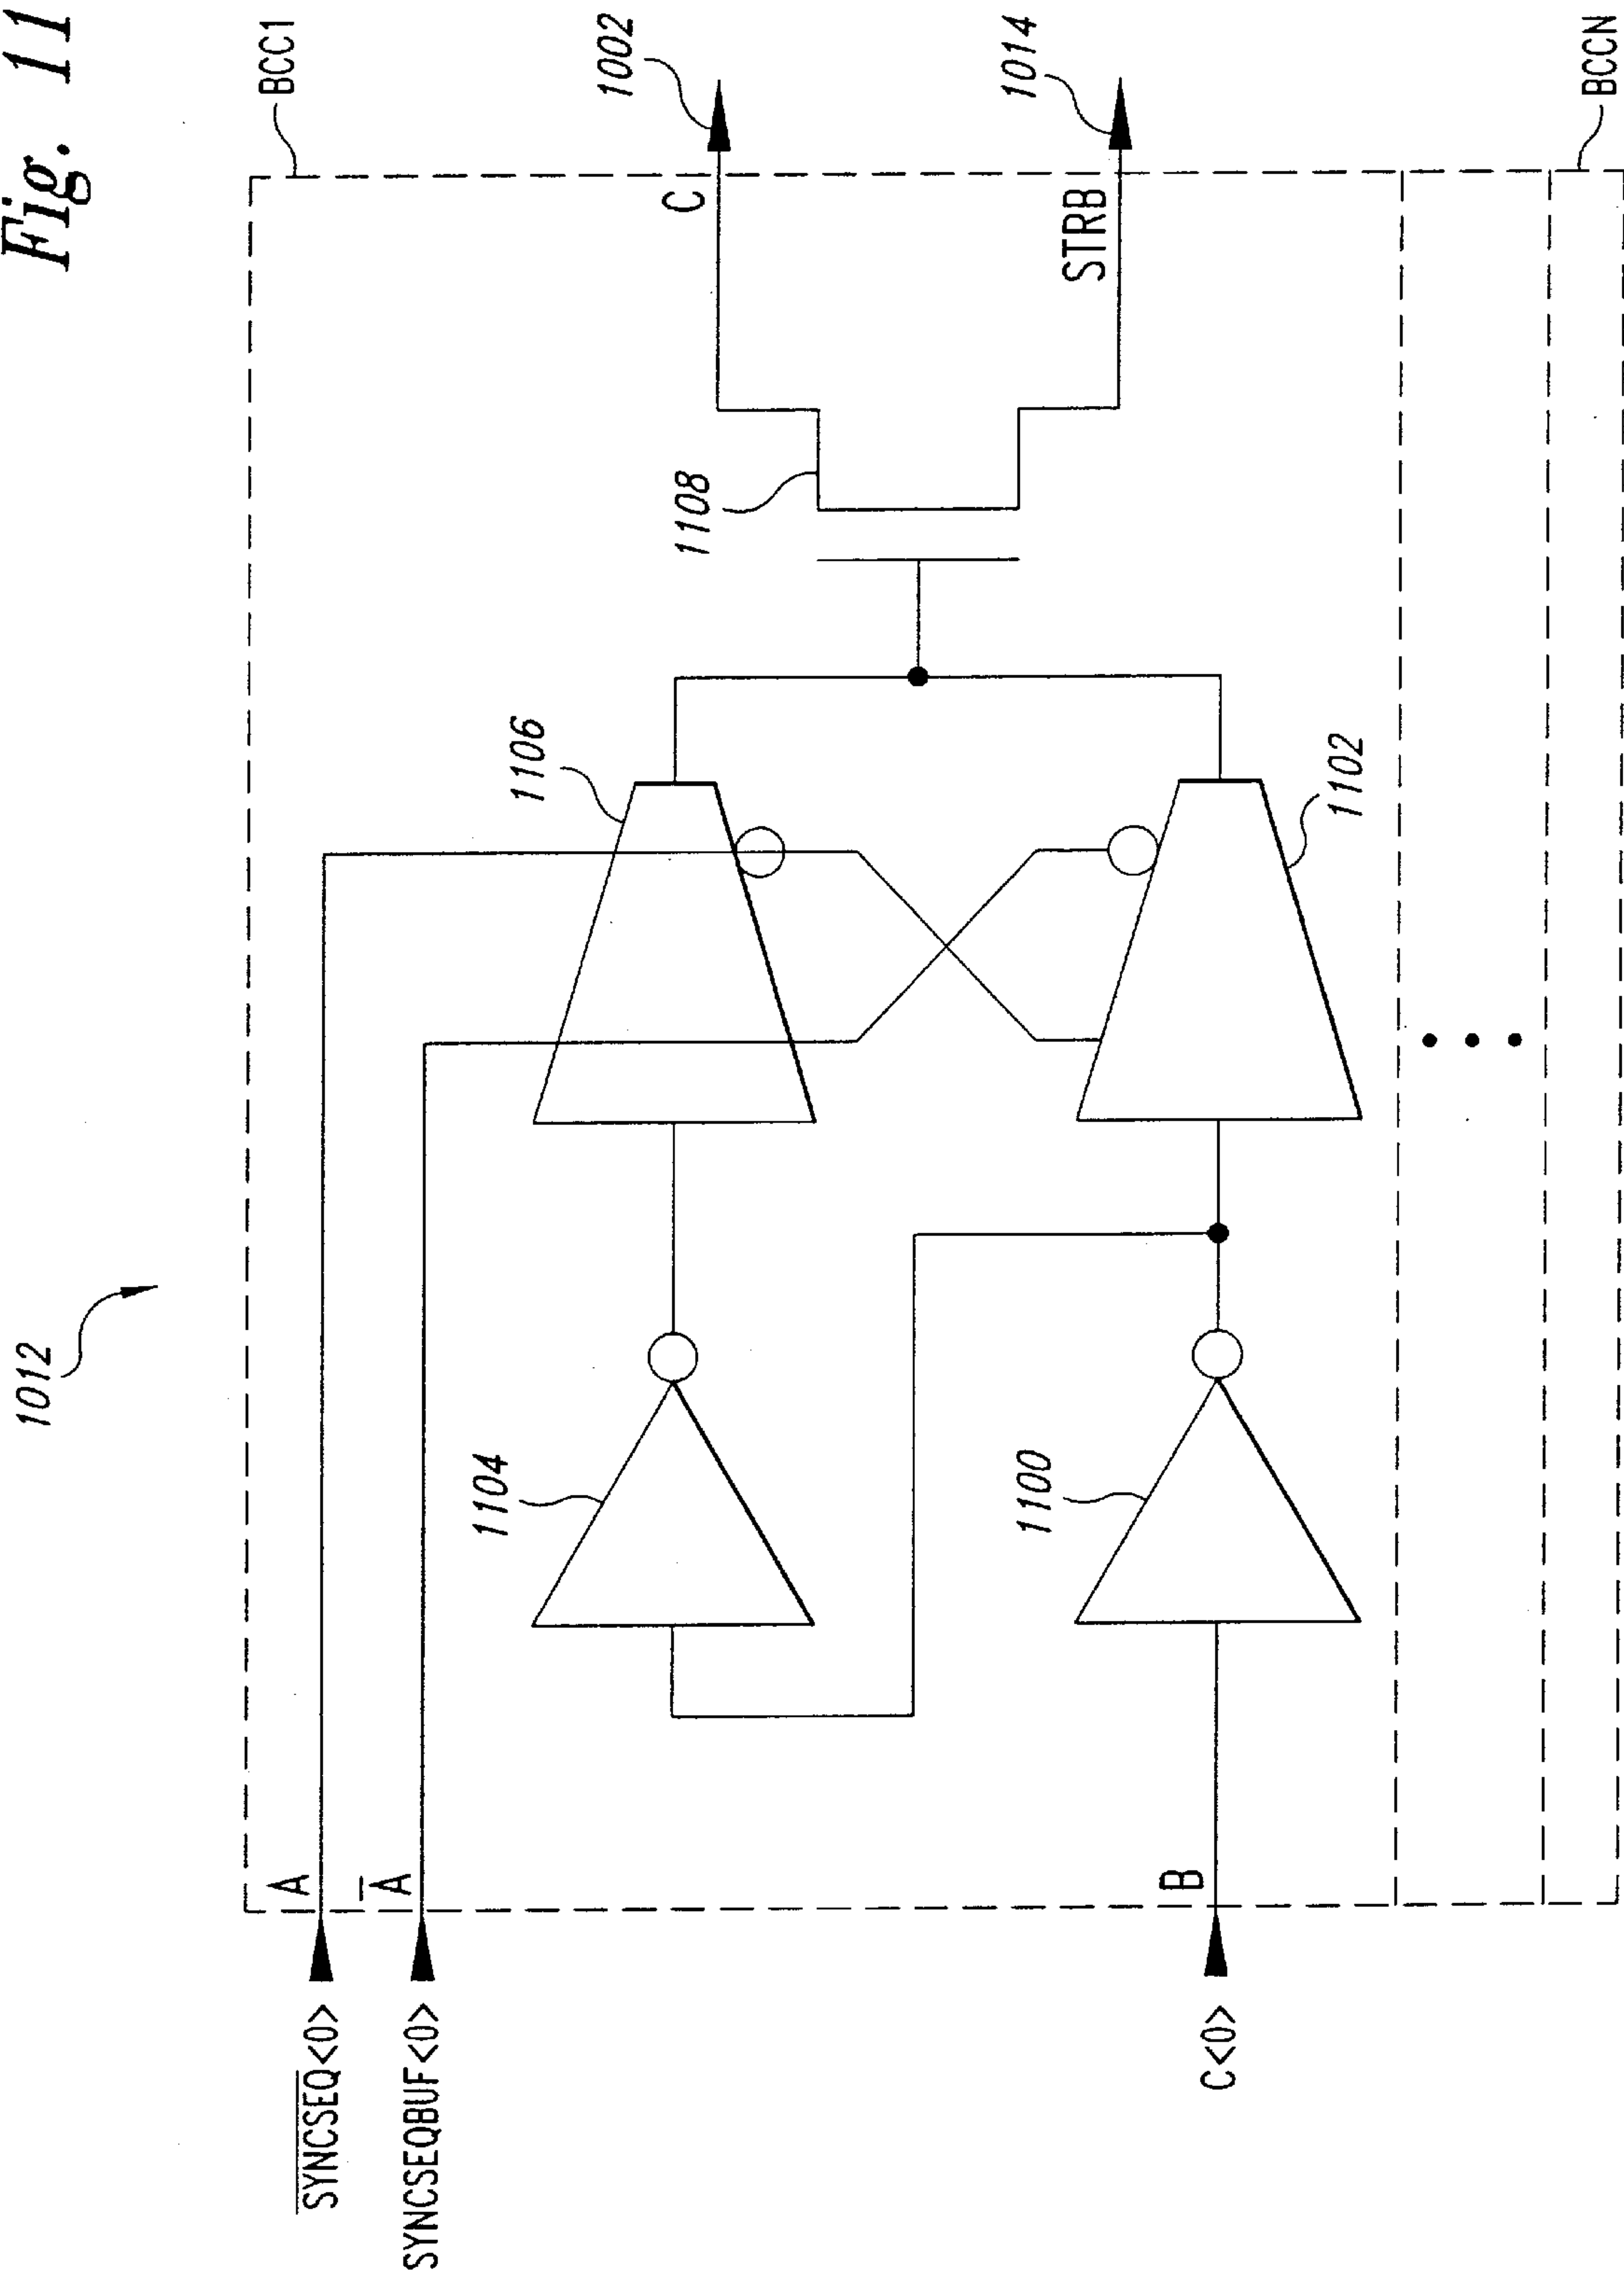 Fig. 11
1012
BCC1
A
SYNCSEQ<0>
A
SYNCSEQBUF<0>
1106
1104
C
1002
1108
STRB
1014
1102
1100
B
C<0>
BCCN